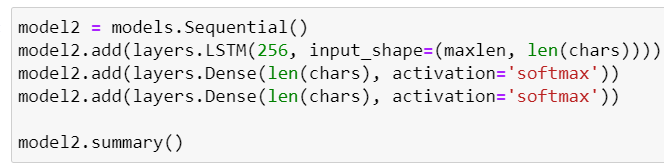 model2 = models.Sequential()
model2.add(layers.LSTM(256, input_shape=(maxlen, len(chars))))
model2.add(layers.Dense(len(chars), activation='softmax'))
model2.add(layers.Dense(len(chars), activation='softmax'))
model2.summary()